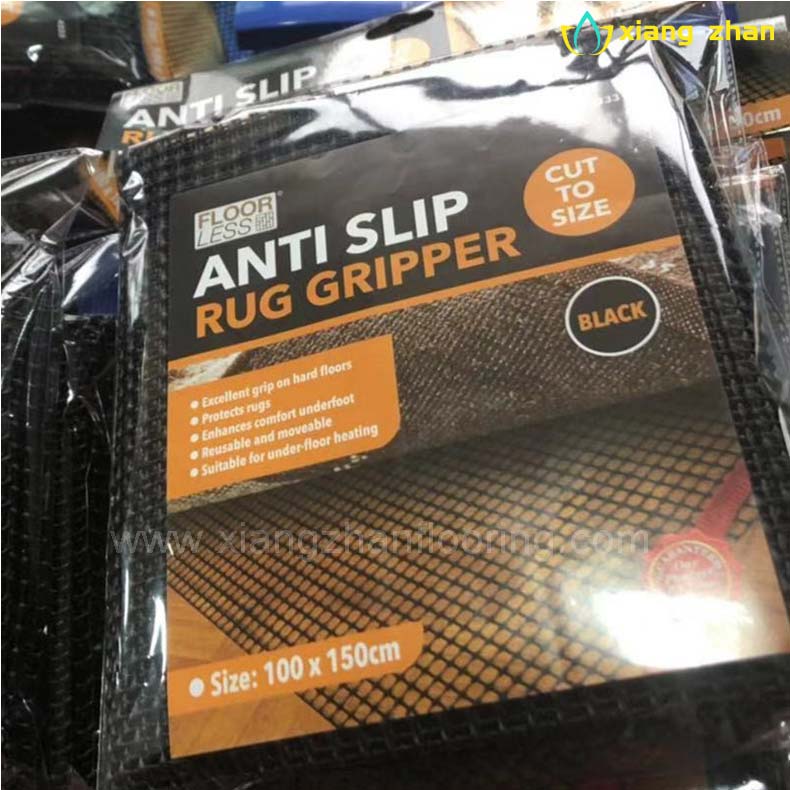 xiang zhan
ANTI SLIP
0cm
FLOOR
LESS
ANTI SLIP
RUG GRIPPER
CUT
TO
SIZE
BLACK
Excellent grip on hard floors
Protects rugs
Enhances comfort underfoot
Reusable and moveable
Suitable for under-floor heating
www.xiangzhanflooring.com
GUARANTEED
Size: 100 x 150cm